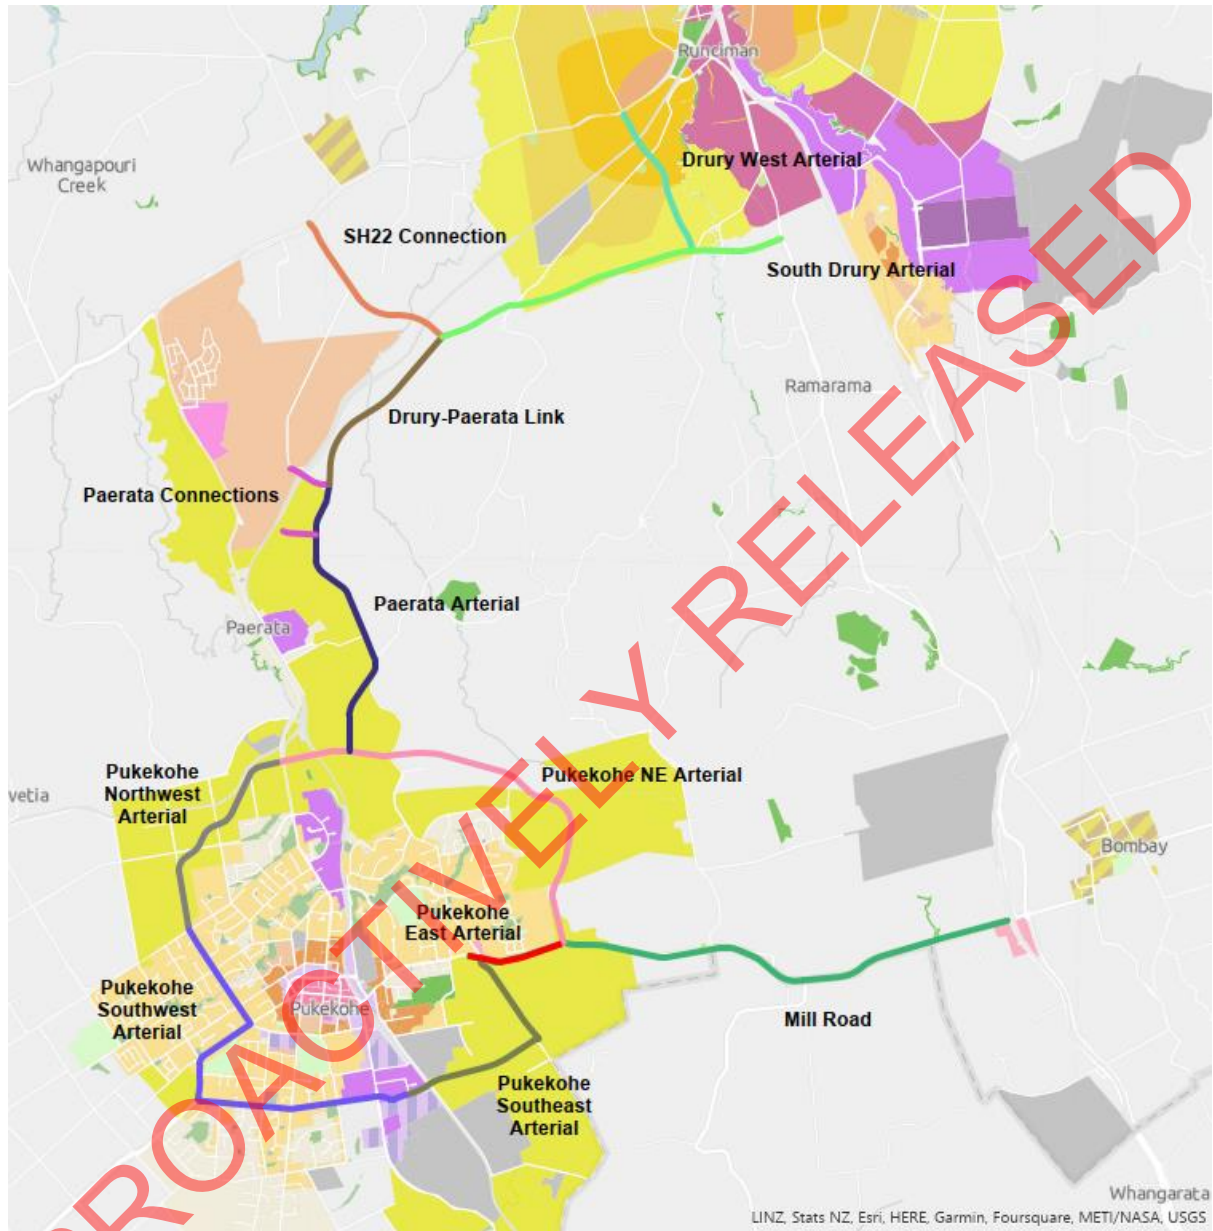 Runciman
Whangapouri
Creek
Drury West Arterial
SH22 Connection
South Drury Arterial
Ramarama
Drury-Paerata Link
Paerata Connections
Paerata Arterial
Paerata
Pukekohe
Northwest
Arterial
Pukekohe NE Arterial
vetia
Bombay
Pukekohe
East Arterial
Pukekohe
Southwest
Arterial
Pukekohe
Mill Road
Pukekohe
Southeast
Arterial
Whangarata
LINZ, Stats NZ, Esri, HERE, Garmin, Foursquare, METI/NASA, USGS
PROACTIVELY RELEASED